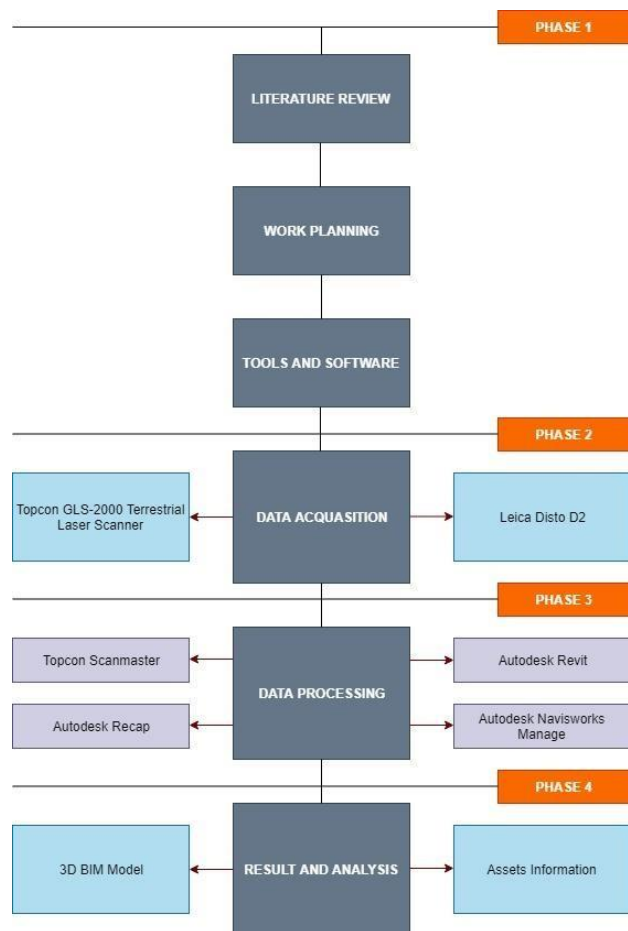 PHASE 1
LITERATURE REVIEW
WORK PLANNING
TOOLS AND SOFTWARE
PHASE 2
Topcon GLS-2000 Terrestrial
Laser Scanner
DATA ACQUASITION
Leica Disto D2
PHASE 3
Topcon Scanmaster
Autodesk Revit
DATA PROCESSING
Autodesk Recap
Autodesk Navisworks
Manage
PHASE 4
3D BIM Model
RESULT AND ANALYSIS
Assets Information